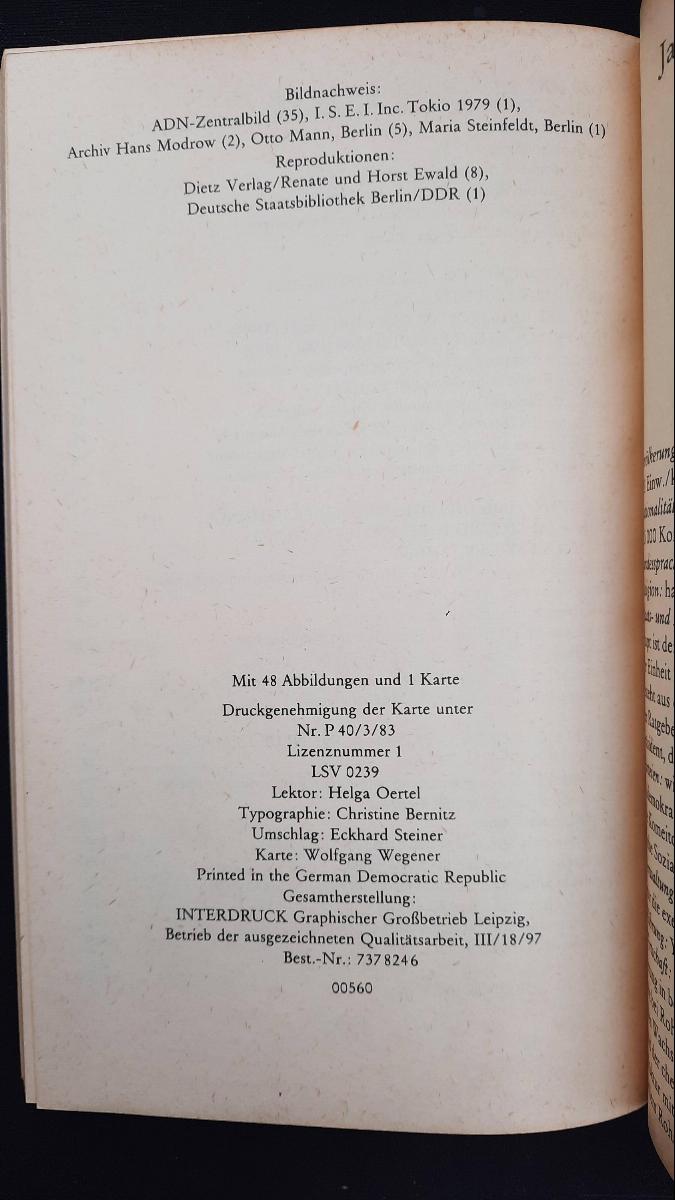 Bildnachweis:
ADN-Zentralbild (35), I. S. E. I. Inc. Tokio 1979 (1),
Archiv Hans Modrow (2), Otto Mann, Berlin (5), Maria Steinfeldt, Berlin (1)
Reproduktionen:
Dietz Verlag/Renate und Horst Ewald (8),
Deutsche Staatsbibliothek Berlin/DDR (1)
Mit 48 Abbildungen und 1 Karte
Druckgenehmigung der Karte unter
Nr. P 40/3/83
Lizenznummer 1
LSV 0239
Lektor: Helga Oertel
Typographie: Christine Bernitz
Umschlag: Eckhard Steiner
Karte: Wolfgang Wegener
Printed in the German Democratic Republic
Gesamtherstellung:
INTERDRUCK Graphischer Großbetrieb Leipzig,
Betrieb der ausgezeichneten Qualitätsarbeit, III/18/97
Best.-Nr.: 737 824 6
00560